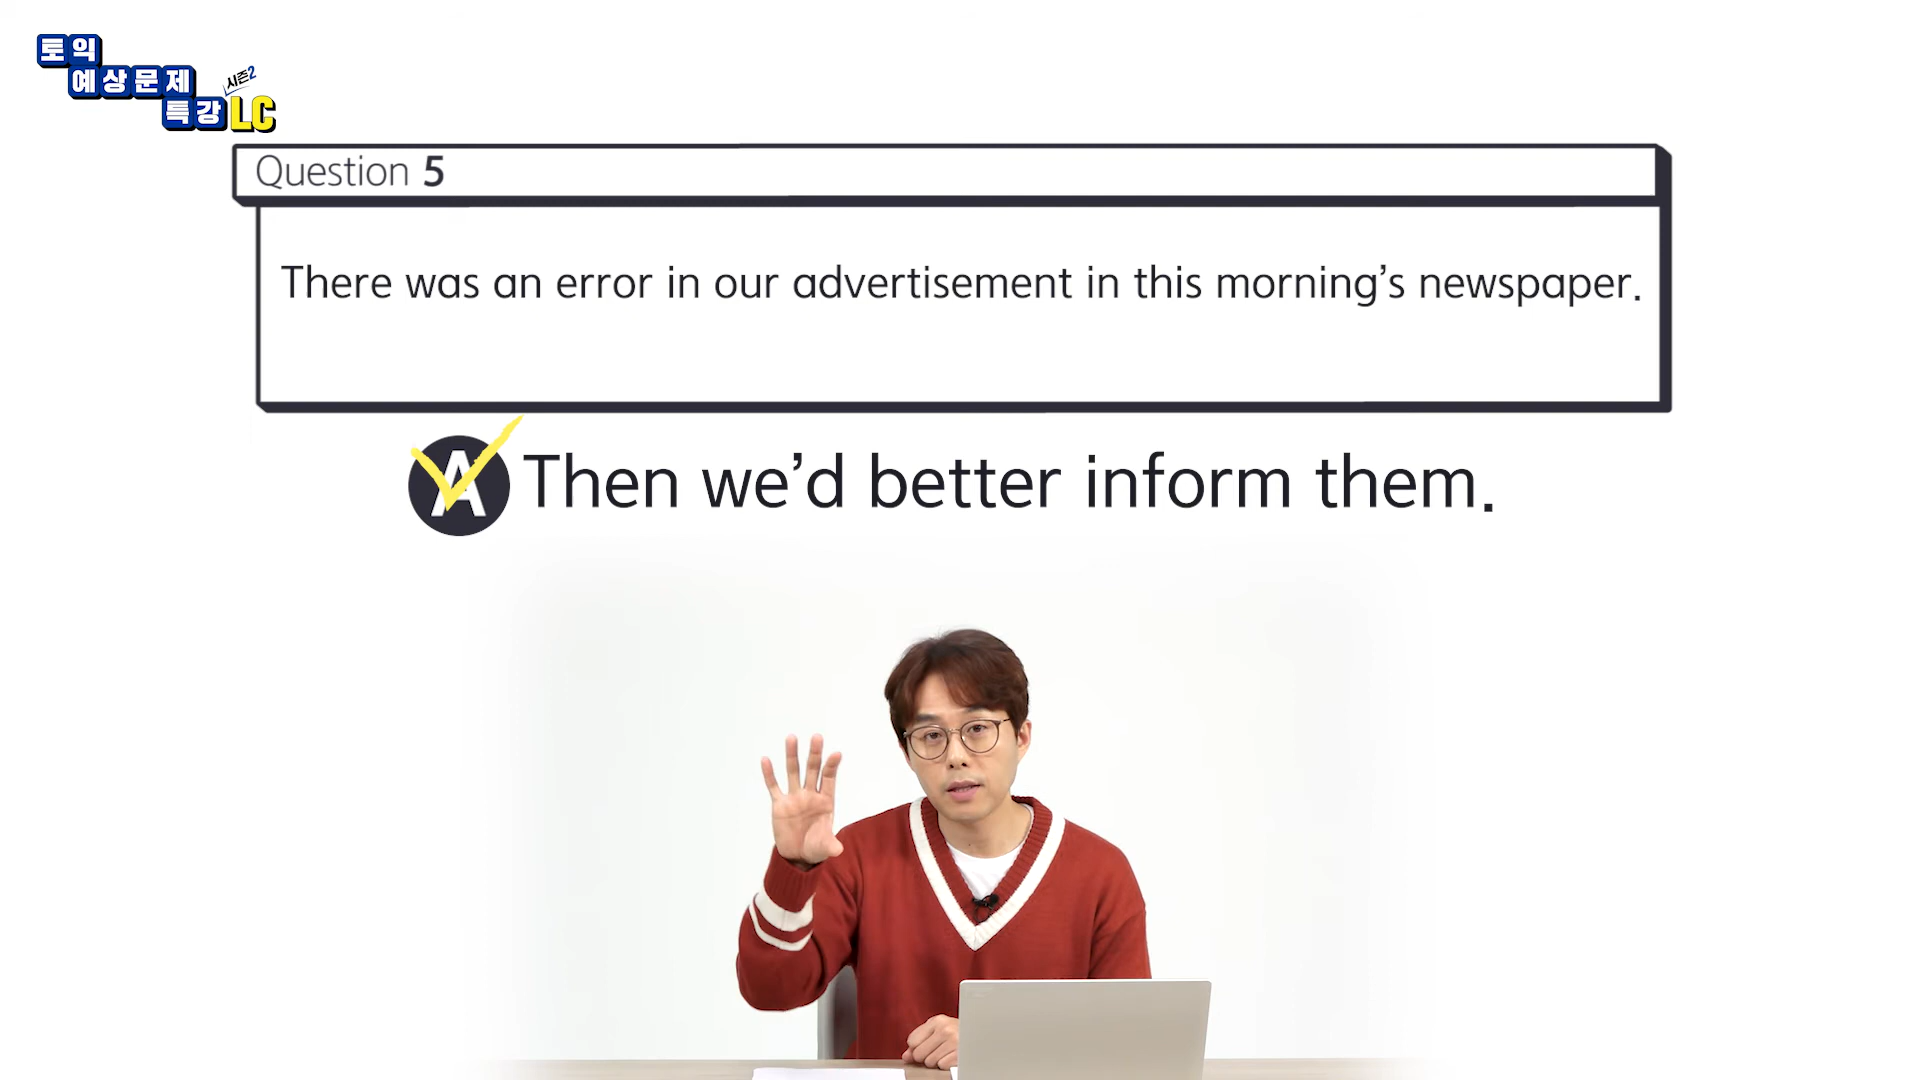 토익
예상문제 시즌2
특강 LC
Question 5
There was an error in our advertisement in this morning’s newspaper.
A Then we’d better inform them.